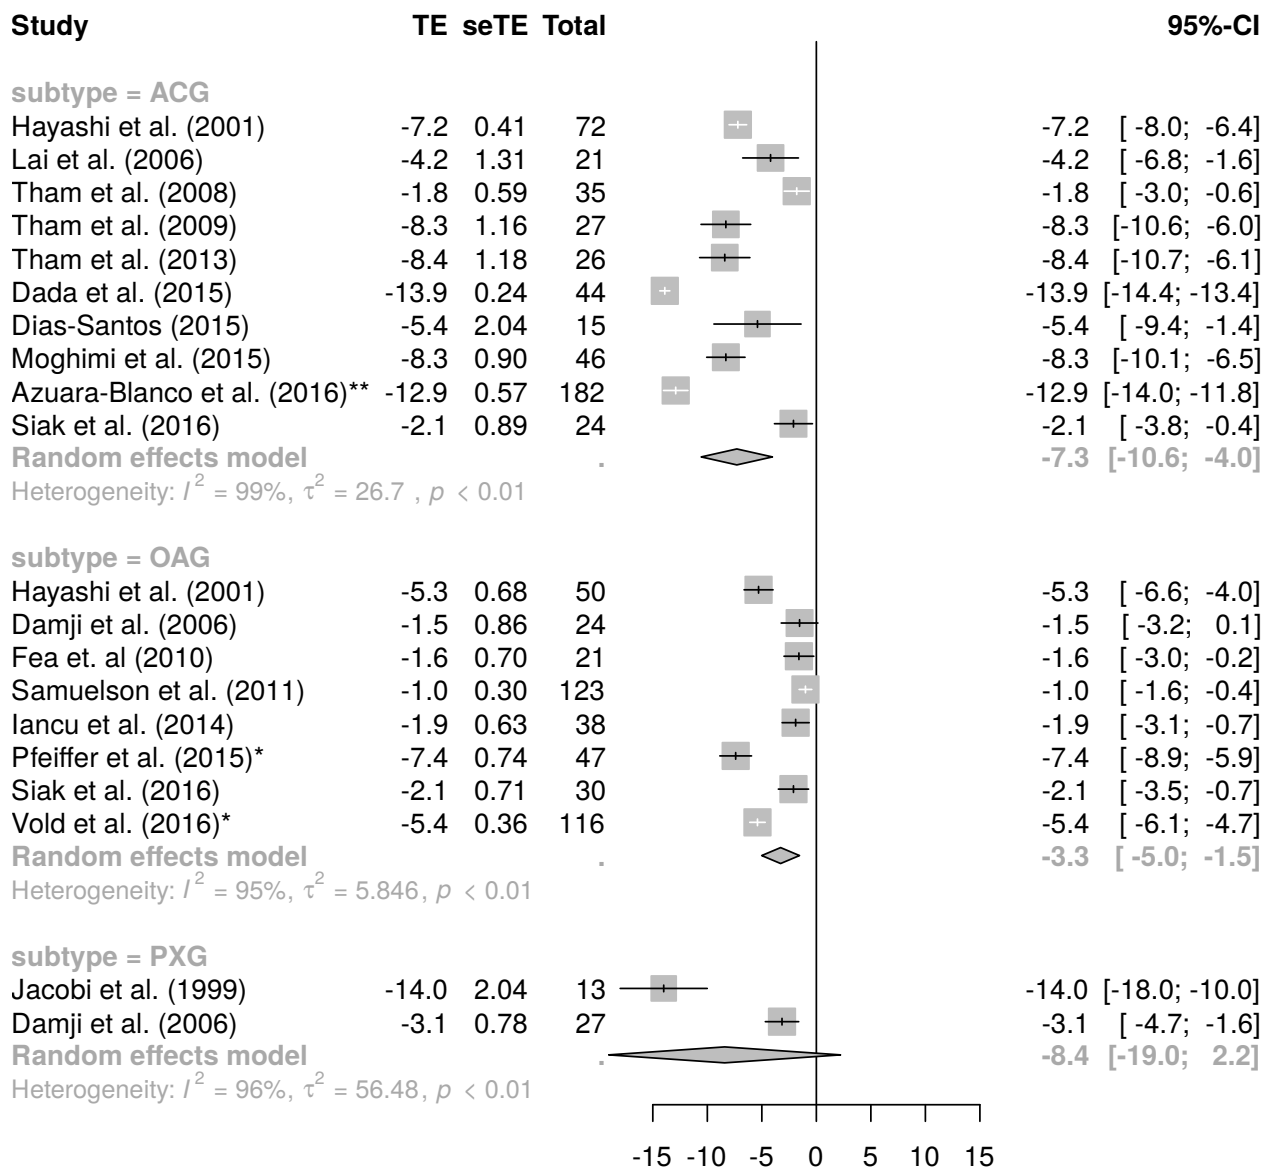 Study TE seTE Total 95%-CI
subtype = ACG
Hayashi et al. (2001) -7.2 0.41 72 -7.2 [ -8.0; -6.4]
Lai et al. (2006) -4.2 1.31 21 -4.2 [ -6.8; -1.6]
Tham et al. (2008) -1.8 0.59 35 -1.8 [ -3.0; -0.6]
Tham et al. (2009) -8.3 1.16 27 -8.3 [-10.6; -6.0]
Tham et al. (2013) -8.4 1.18 26 -8.4 [-10.7; -6.1]
Dada et al. (2015) -13.9 0.24 44 -13.9 [-14.4; -13.4]
Dias-Santos (2015) -5.4 2.04 15 -5.4 [ -9.4; -1.4]
Moghimi et al. (2015) -8.3 0.90 46 -8.3 [-10.1; -6.5]
Azuara-Blanco et al. (2016)** -12.9 0.57 182 -12.9 [-14.0; -11.8]
Siak et al. (2016) -2.1 0.89 24 -2.1 [ -3.8; -0.4]
Random effects model . -7.3 [-10.6; -4.0]
Heterogeneity: I² = 99%, τ² = 26.7 , p < 0.01
subtype = OAG
Hayashi et al. (2001) -5.3 0.68 50 -5.3 [ -6.6; -4.0]
Damji et al. (2006) -1.5 0.86 24 -1.5 [ -3.2; 0.1]
Fea et. al (2010) -1.6 0.70 21 -1.6 [ -3.0; -0.2]
Samuelson et al. (2011) -1.0 0.30 123 -1.0 [ -1.6; -0.4]
Iancu et al. (2014) -1.9 0.63 38 -1.9 [ -3.1; -0.7]
Pfeiffer et al. (2015)* -7.4 0.74 47 -7.4 [ -8.9; -5.9]
Siak et al. (2016) -2.1 0.71 30 -2.1 [ -3.5; -0.7]
Vold et al. (2016)* -5.4 0.36 116 -5.4 [ -6.1; -4.7]
Random effects model . -3.3 [ -5.0; -1.5]
Heterogeneity: I² = 95%, τ² = 5.846, p < 0.01
subtype = PXG
Jacobi et al. (1999) -14.0 2.04 13 -14.0 [-18.0; -10.0]
Damji et al. (2006) -3.1 0.78 27 -3.1 [ -4.7; -1.6]
Random effects model . -8.4 [-19.0; 2.2]
Heterogeneity: I² = 96%, τ² = 56.48, p < 0.01
-15 -10 -5 0 5 10 15